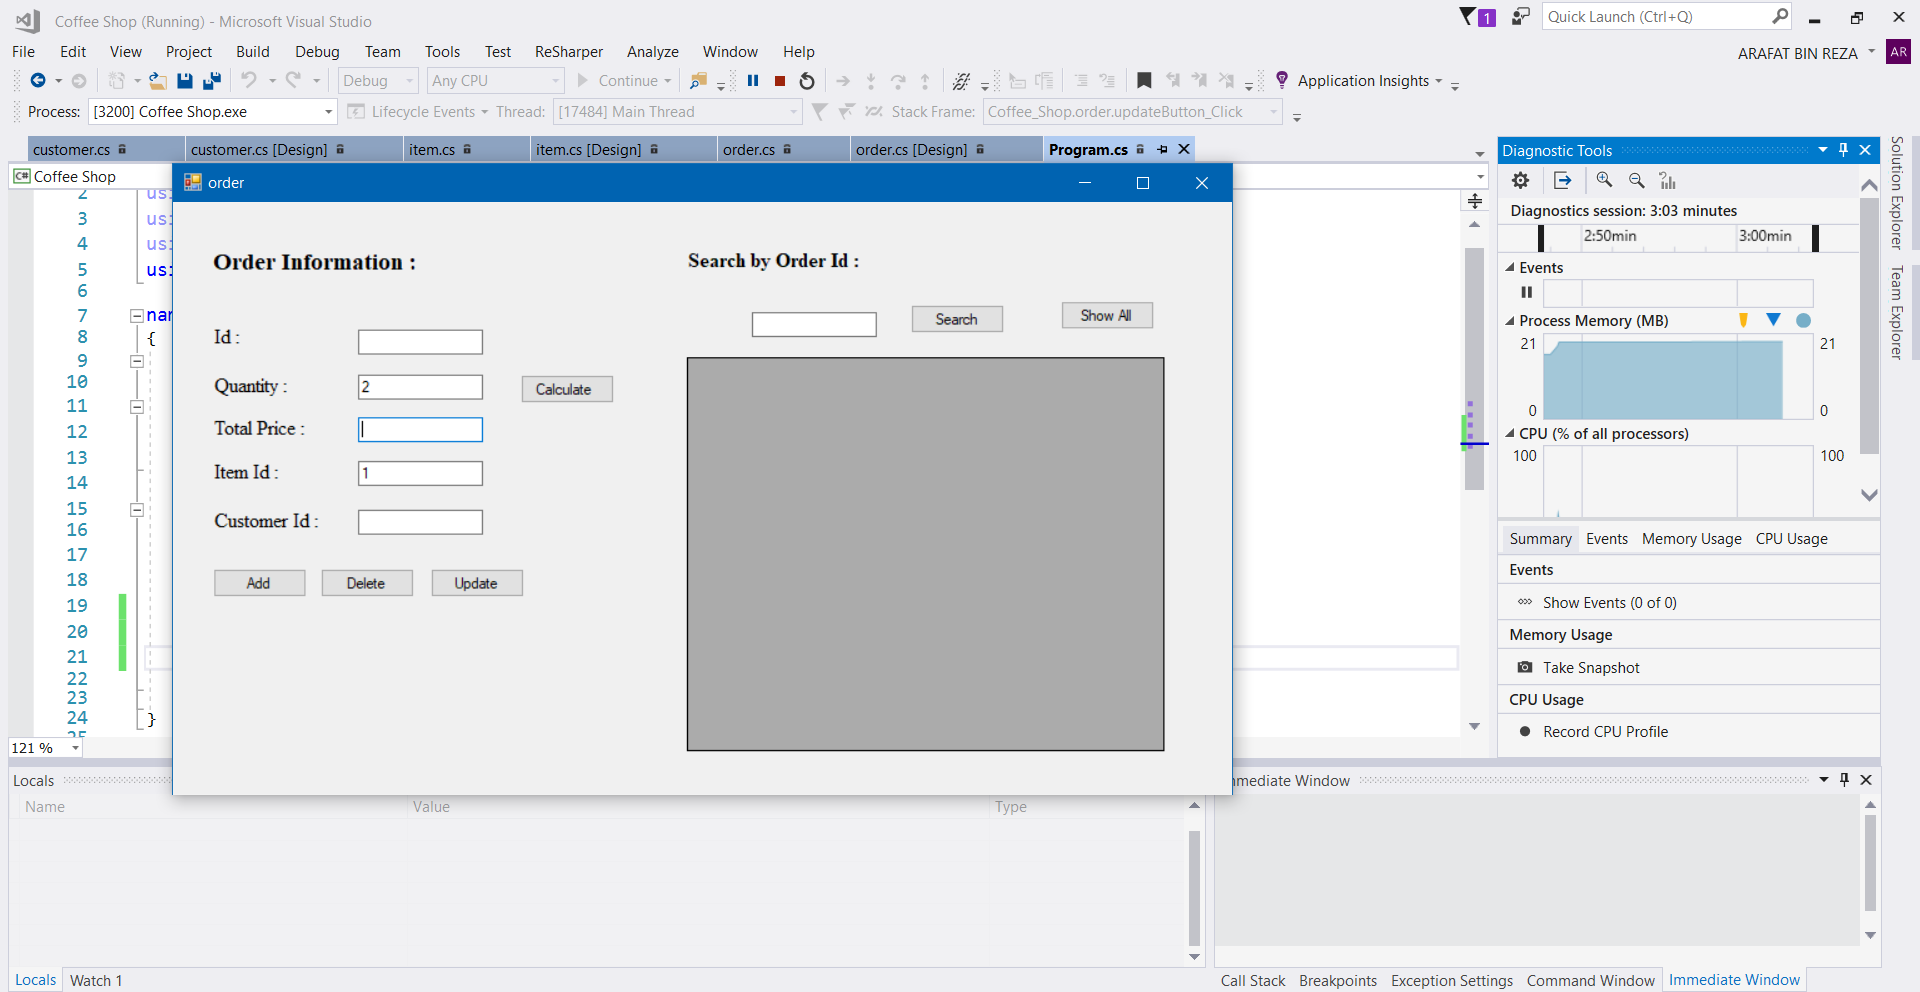 Coffee Shop (Running) - Microsoft Visual Studio
1
Quick Launch (Ctrl+Q)
File Edit View Project Build Debug Team Tools Test ReSharper Analyze Window Help
ARAFAT BIN REZA AR
Debug Any CPU Continue Application Insights
Process: [3200] Coffee Shop.exe Lifecycle Events Thread: [17484] Main Thread Stack Frame: Coffee_Shop.order.updateButton_Click
customer.cs customer.cs [Design] item.cs item.cs [Design] order.cs order.cs [Design] Program.cs
C# Coffee Shop
order
2 usi
3 usi
4 usi
5 usi
6
7 nam
8 {
9
10
11
12
13
14
15
16
17
18
19
20
21
22
23
24 }
25
121 %
Order Information :
Id :
Quantity : 2 Calculate
Total Price :
Item Id : 1
Customer Id :
Add Delete Update
Search by Order Id :
Search Show All
Diagnostic Tools
Diagnostics session: 3:03 minutes
2:50min 3:00min
Events
Process Memory (MB)
21 21
0 0
CPU (% of all processors)
100 100
Summary Events Memory Usage CPU Usage
Events
Show Events (0 of 0)
Memory Usage
Take Snapshot
CPU Usage
Record CPU Profile
Solution Explorer
Team Explorer
Locals
Name Value Type
Locals Watch 1
mmediate Window
Call Stack Breakpoints Exception Settings Command Window Immediate Window